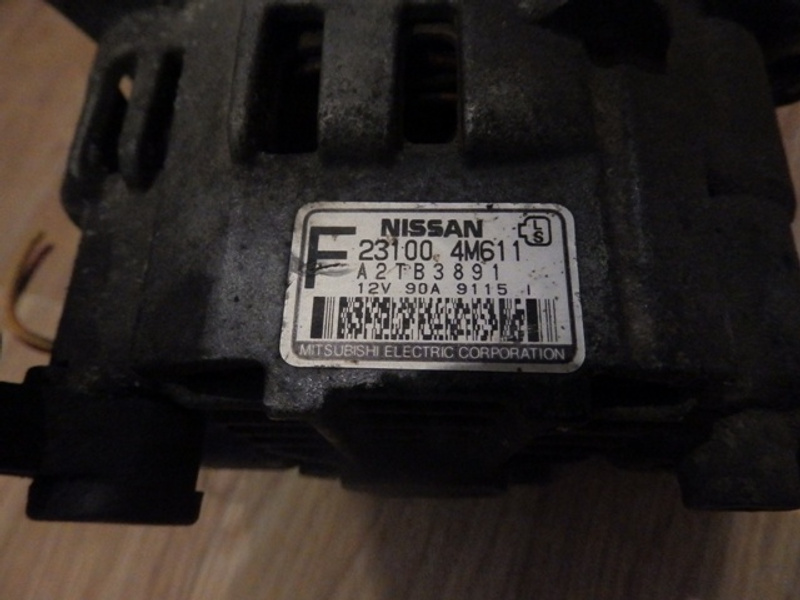 NISSAN
L
S
F
23100 4M611
A2TB3891
12V 90A 9115 I
MITSUBISHI ELECTRIC CORPORATION